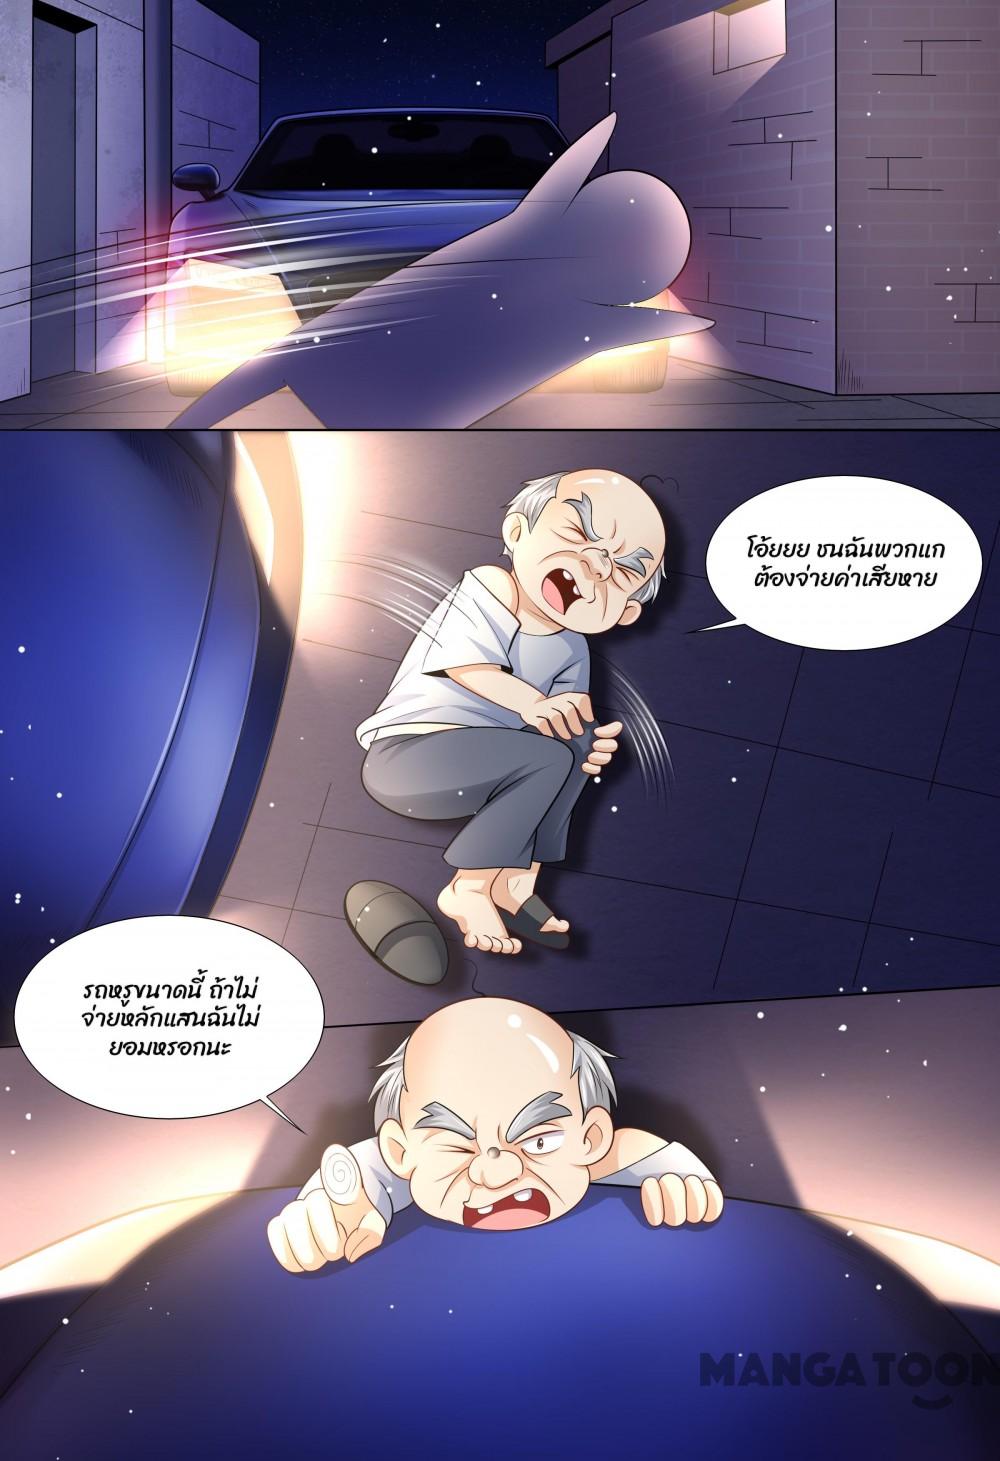 โอ้ยยย ชนฉันพวกแก
ต้องจ่ายค่าเสียหาย
รถหรูขนาดนี้ ถ้าไม่
จ่ายหลักแสนฉันไม่
ยอมหรอกนะ
MANGATOON